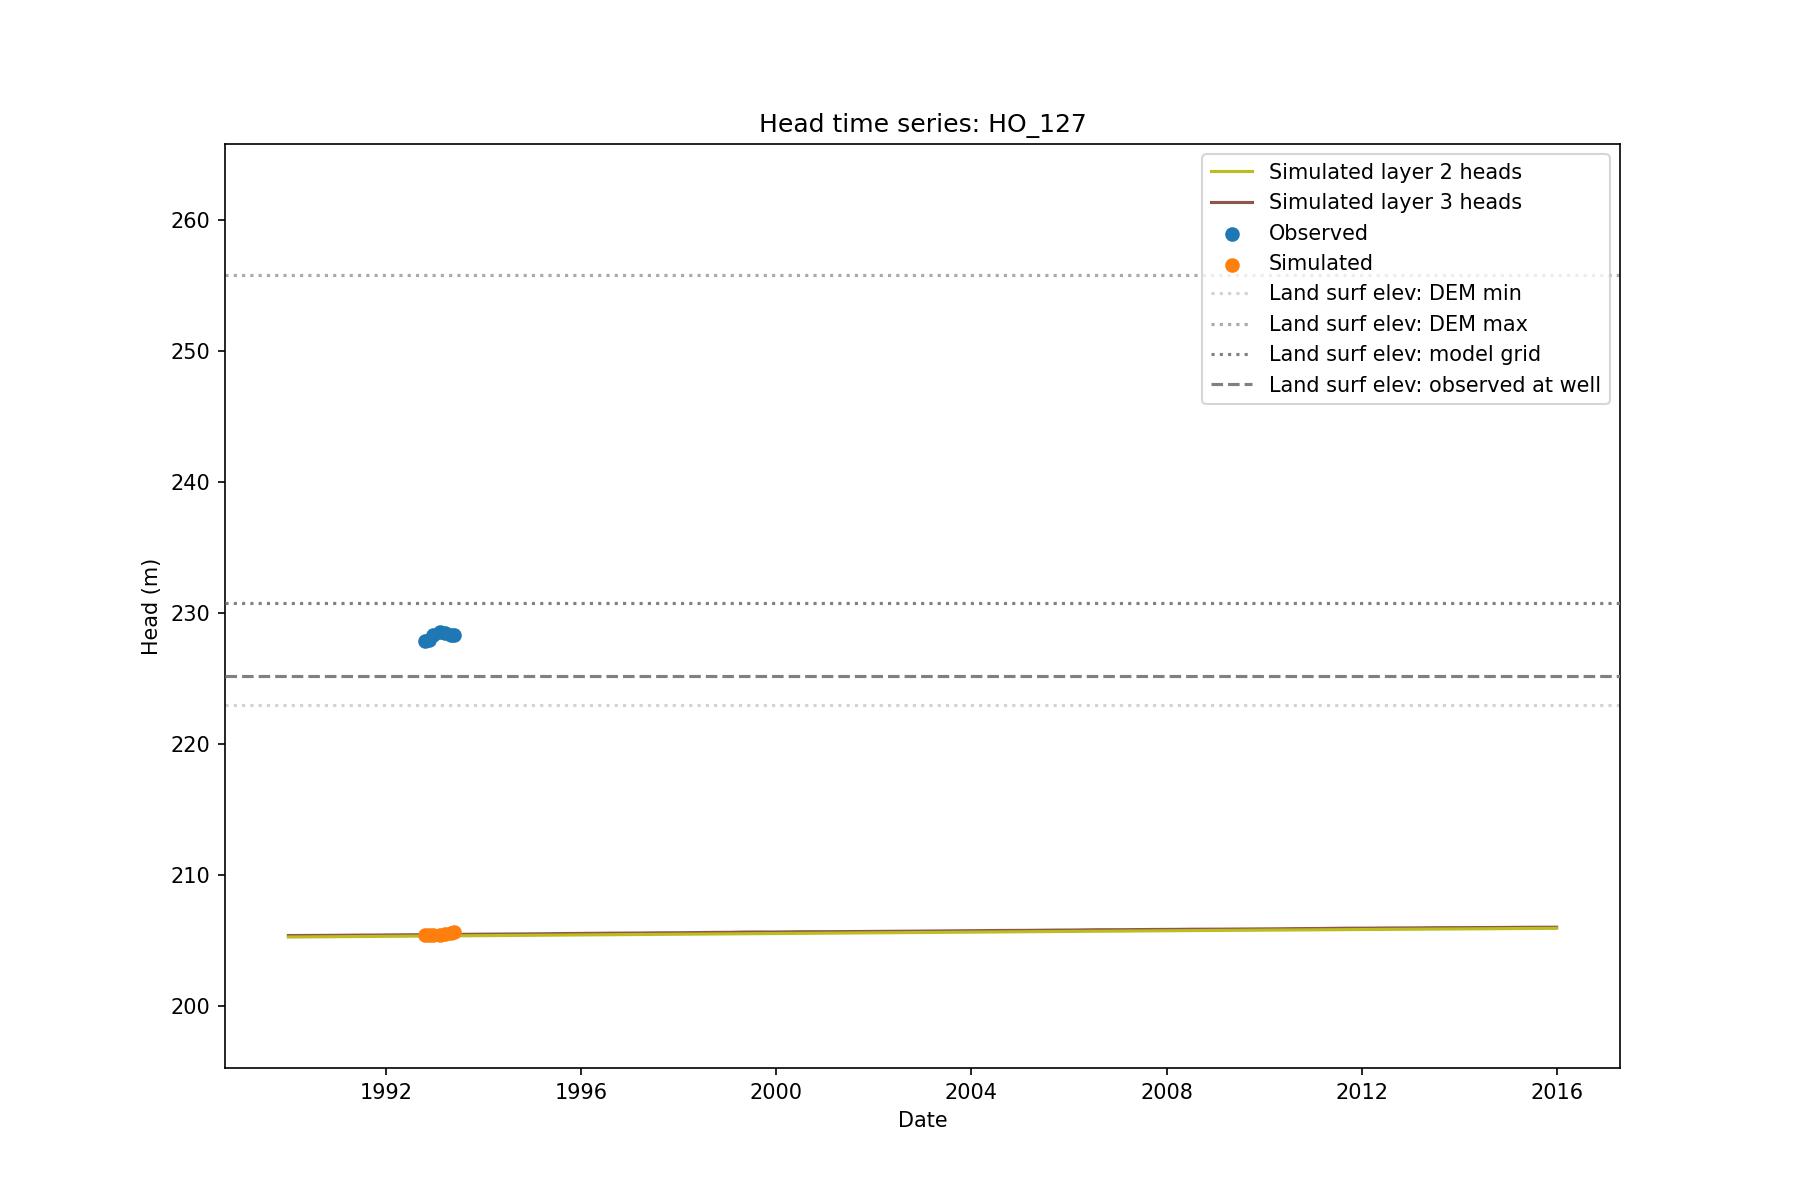 Head time series: HO_127
Simulated layer 2 heads
Simulated layer 3 heads
Observed
Simulated
Land surf elev: DEM min
Land surf elev: DEM max
Land surf elev: model grid
Land surf elev: observed at well
Head (m)
260
250
240
230
220
210
200
1992 1996 2000 2004 2008 2012 2016
Date